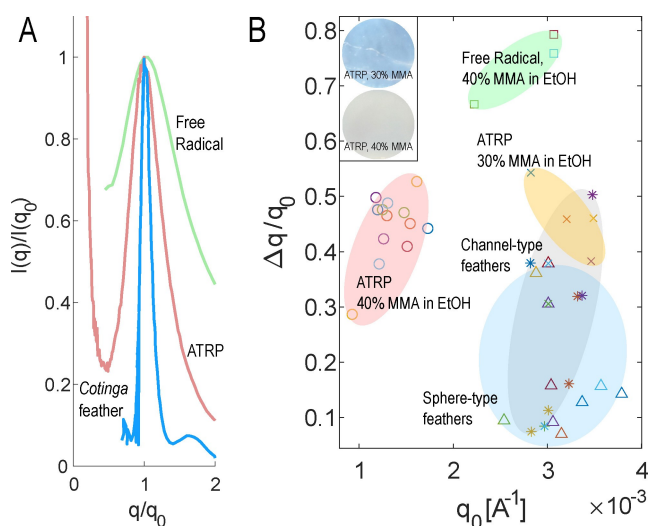 A
I(q)/I(q0)
1
0.8
0.6
0.4
0.2
0
Free
Radical
ATRP
Cotinga
feather
0
1
2
q/q0
B
Δq/q0
0.8
0.7
0.6
0.5
0.4
0.3
0.2
0.1
ATRP, 30% MMA
ATRP, 40% MMA
Free Radical,
40% MMA in EtOH
ATRP
30% MMA in EtOH
Channel-type
feathers
ATRP
40% MMA in EtOH
Sphere-type
feathers
1
2
3
4
q0 [A-1]
×10-3